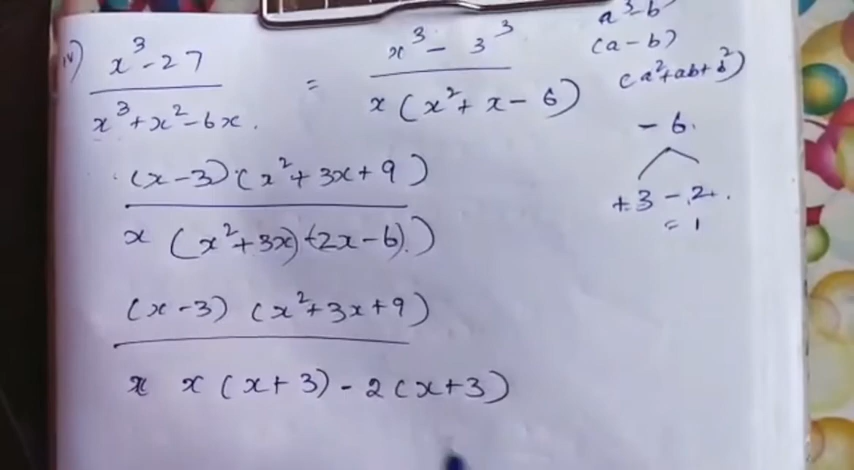 iv) x³-27 / x³+x²-6x. = x³-3³ / x(x²+x-6)
a³-b³
(a-b)
(a²+ab+b²)
-6.
+3 -2
= 1
(x-3)(x²+3x+9)
x (x²+3x)(-2x-6))
(x-3) (x²+3x+9)
x x(x+3)-2(x+3)